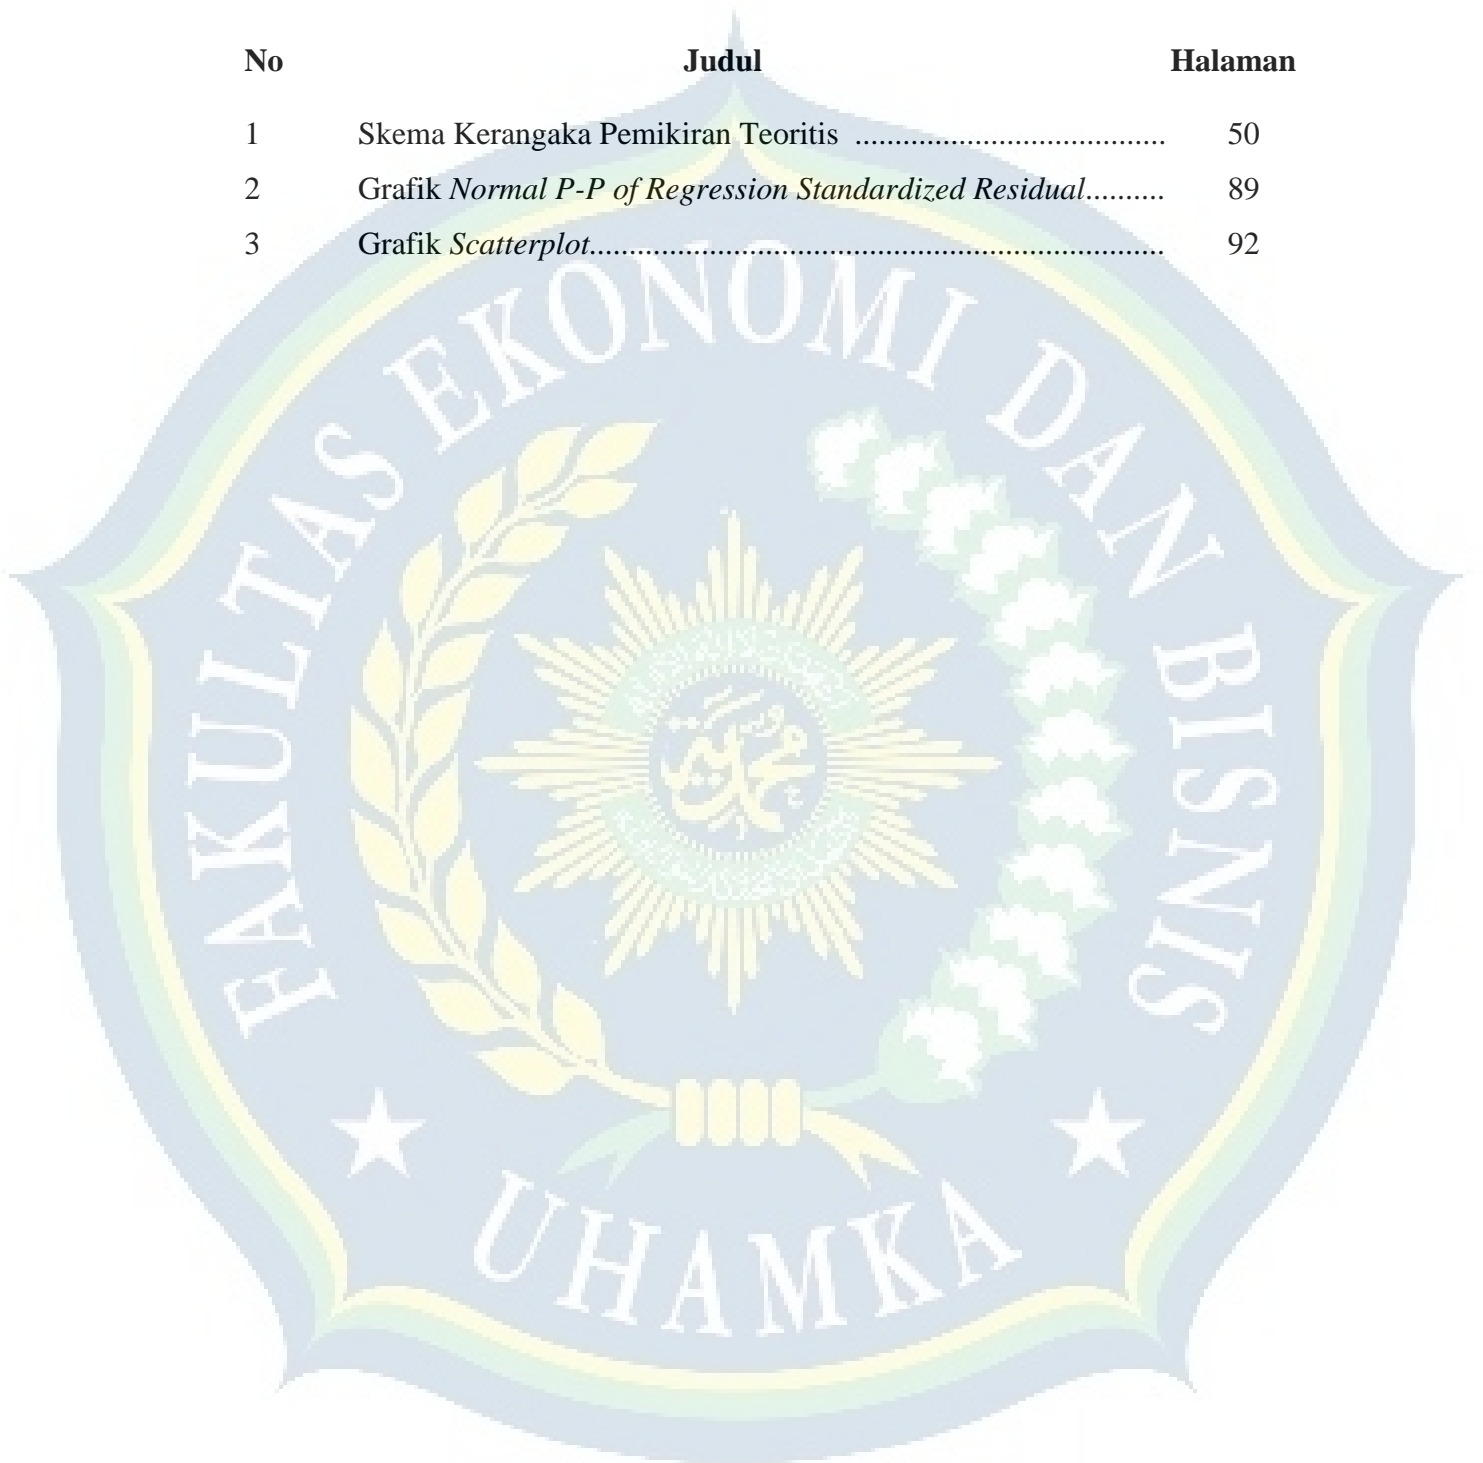 No Judul Halaman
1 Skema Kerangaka Pemikiran Teoritis ....................................... 50
2 Grafik Normal P-P of Regression Standardized Residual.......... 89
3 Grafik Scatterplot........................................................................ 92
FAKULTAS EKONOMI DAN BISNIS
محمدية
UHAMKA